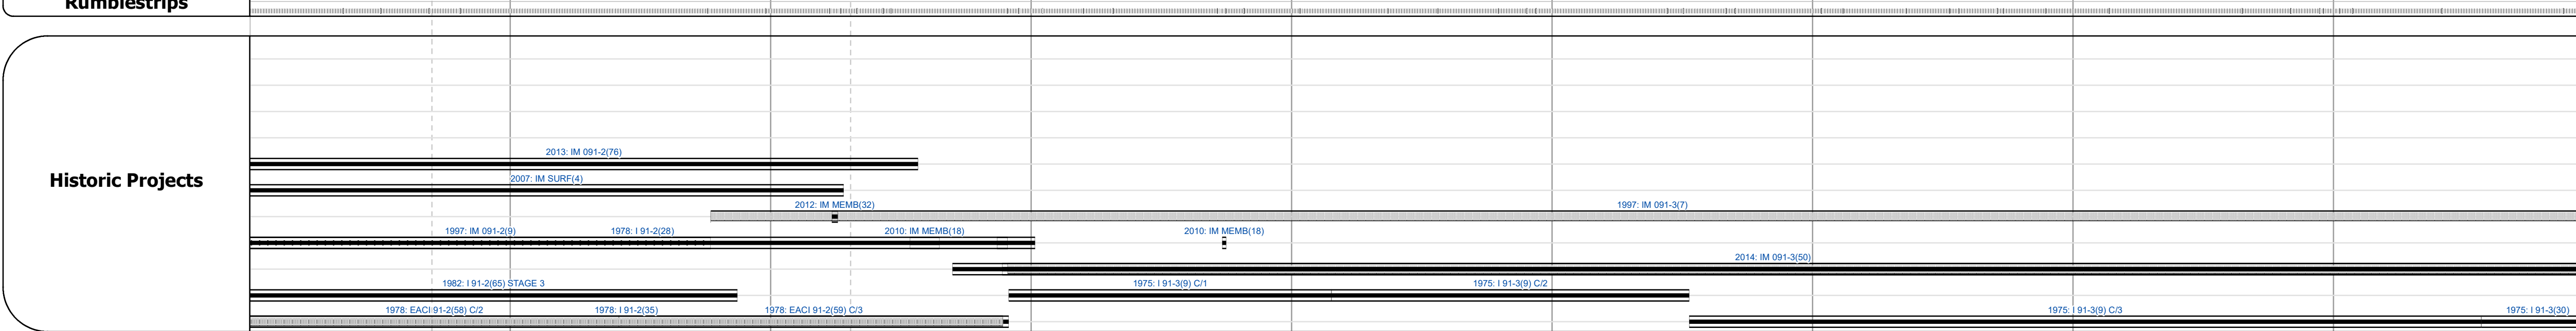 Rumblestrips
Historic Projects
2013: IM 091-2(76)
2007: IM SURF(4)
2012: IM MEMB(32) 1997: IM 091-3(7)
1997: IM 091-2(9) 1978: I 91-2(28) 2010: IM MEMB(18) 2010: IM MEMB(18)
2014: IM 091-3(50)
1982: I 91-2(65) STAGE 3 1975: I 91-3(9) C/1 1975: I 91-3(9) C/2
1978: EACI 91-2(58) C/2 1978: I 91-2(35) 1978: EACI 91-2(59) C/3 1975: I 91-3(9) C/3 1975: I 91-3(30)